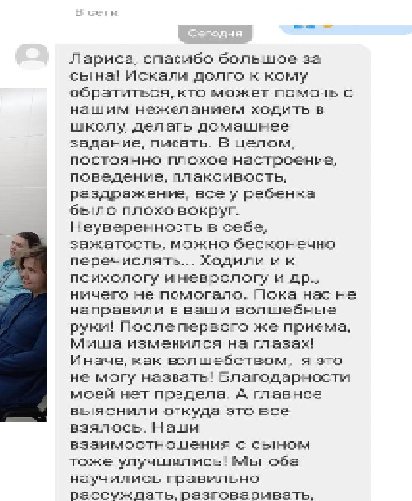 В сети
Сегодня
Лариса, спасибо большое за
сына! Искали долго к кому
обратиться, кто может помочь с
нашим нежеланием ходить в
школу, делать домашнее
задание, писать. В целом,
постоянно плохое настроение,
поведение, плаксивость,
раздражение, все у ребенка
было плохо вокруг.
Неуверенность в себе,
зажатость, можно бесконечно
перечислять... Ходили и к
психологу и неврологу и др.,
ничего не помогало. Пока нас не
направили в ваши волшебные
руки! После первого же приема,
Миша изменился на глазах!
Иначе, как волшебством, я это
не могу назвать! Благодарности
моей нет предела. А главное
выяснили откуда это все
взялось. Наши
взаимоотношения с сыном
тоже улучшились! Мы оба
научились правильно
рассуждать, разговаривать,